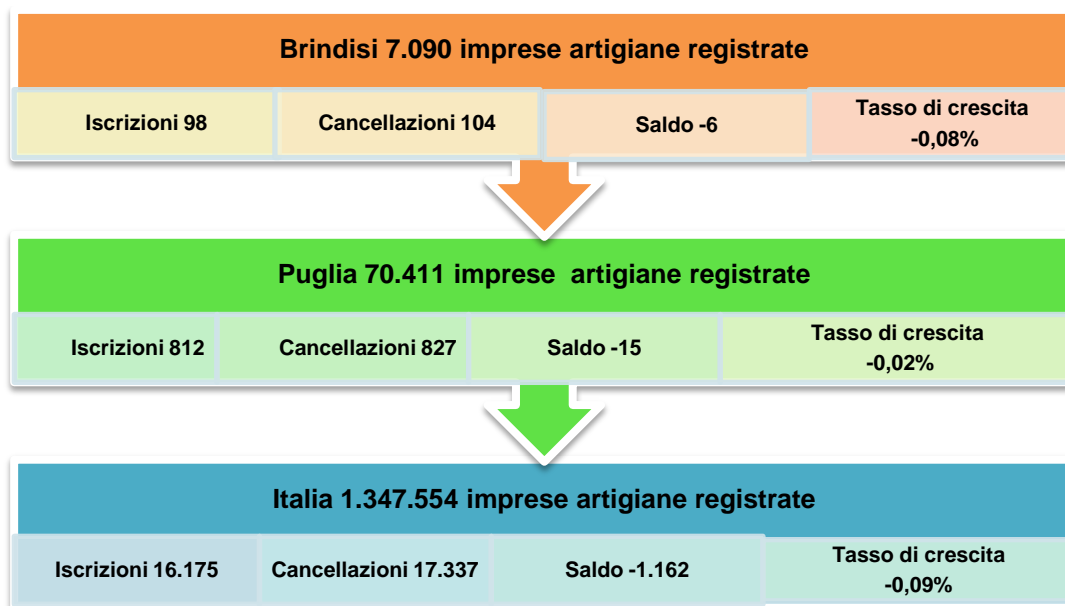 Brindisi 7.090 imprese artigiane registrate
Iscrizioni 98
Cancellazioni 104
Saldo -6
Tasso di crescita
-0,08%
Puglia 70.411 imprese artigiane registrate
Iscrizioni 812
Cancellazioni 827
Saldo -15
Tasso di crescita
-0,02%
Italia 1.347.554 imprese artigiane registrate
Iscrizioni 16.175
Cancellazioni 17.337
Saldo -1.162
Tasso di crescita
-0,09%